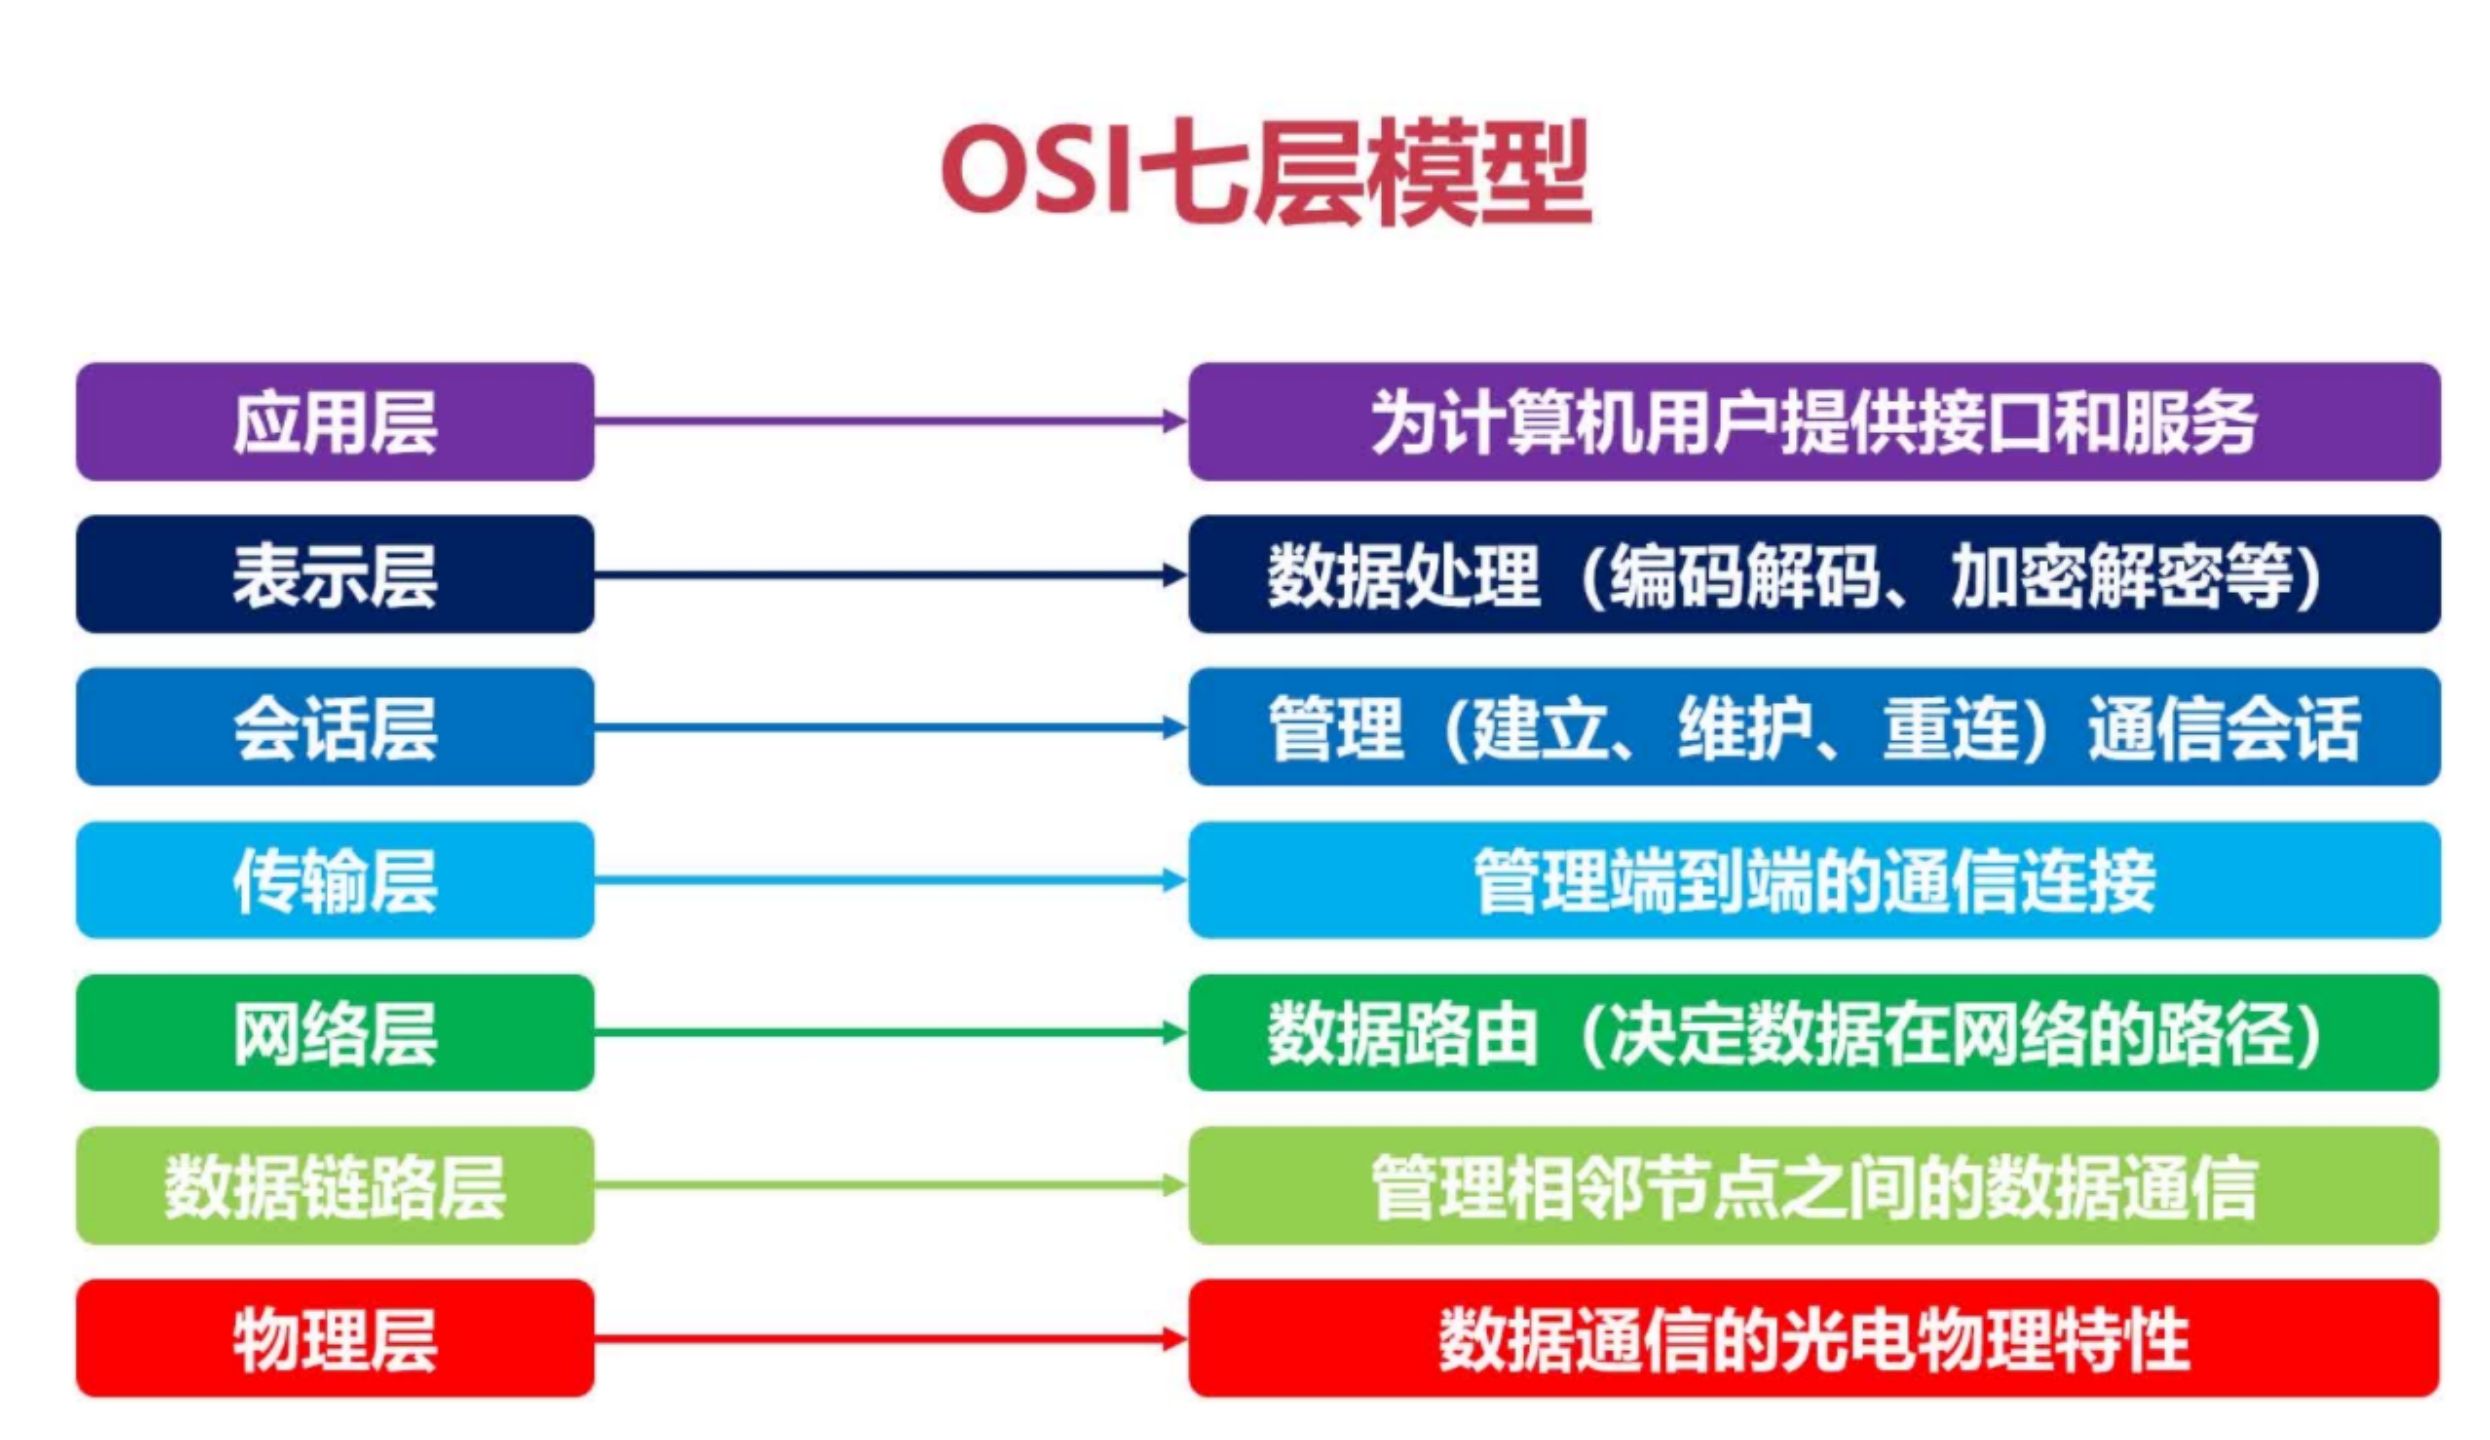 OSI七层模型
应用层
为计算机用户提供接口和服务
表示层
数据处理（编码解码、加密解密等）
会话层
管理（建立、维护、重连）通信会话
传输层
管理端到端的通信连接
网络层
数据路由（决定数据在网络的路径）
数据链路层
管理相邻节点之间的数据通信
物理层
数据通信的光电物理特性